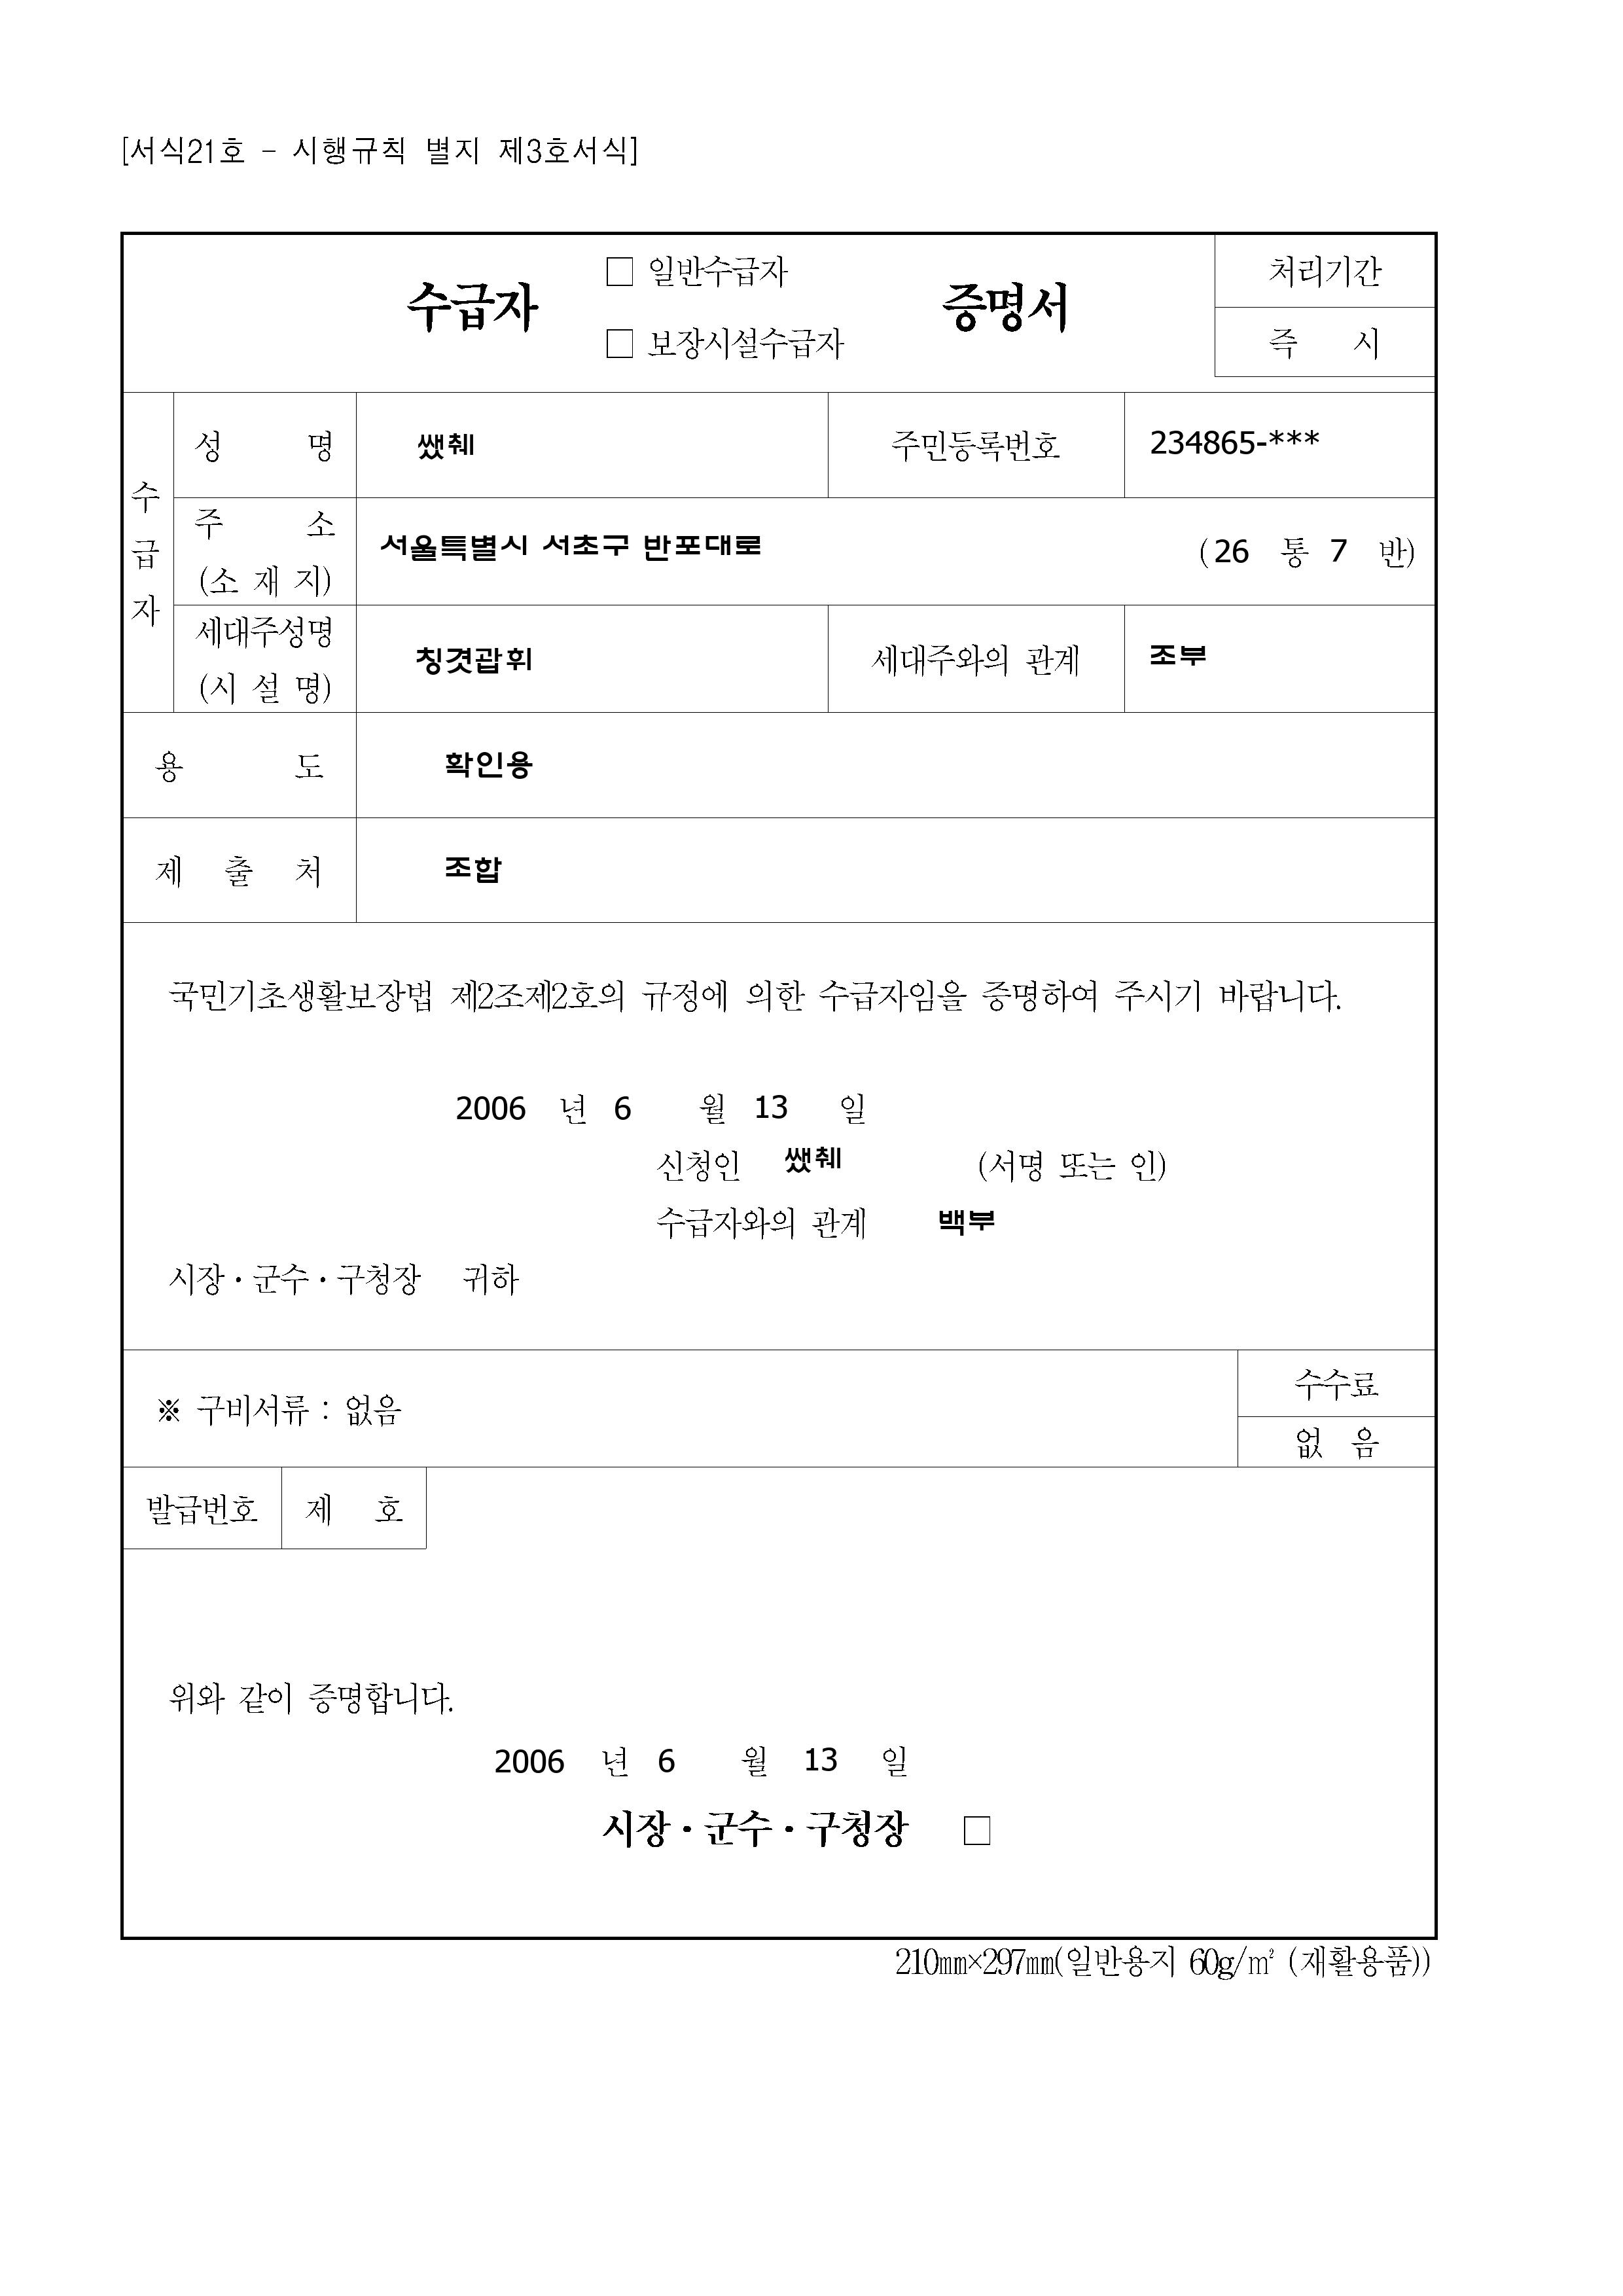 [서식21호 - 시행규칙 별지 제3호서식]
수급자 □ 일반수급자 □ 보장시설수급자 증명서
처리기간
즉 시
수급자
성 명 쌨췌 주민등록번호 234865-***
주 소 (소 재 지) 서울특별시 서초구 반포대로 (26 통 7 반)
세대주성명 (시 설 명) 칭겻괍휘 세대주와의 관계 조부
용 도 확인용
제 출 처 조합
국민기초생활보장법 제2조제2호의 규정에 의한 수급자임을 증명하여 주시기 바랍니다.
2006 년 6 월 13 일
신청인 쌨췌 (서명 또는 인)
수급자와의 관계 백부
시장·군수·구청장 귀하
※ 구비서류 : 없음
수수료
없 음
발급번호 제 호
위와 같이 증명합니다.
2006 년 6 월 13 일
시장·군수·구청장 □
210㎜×297㎜(일반용지 60g/㎡ (재활용품))